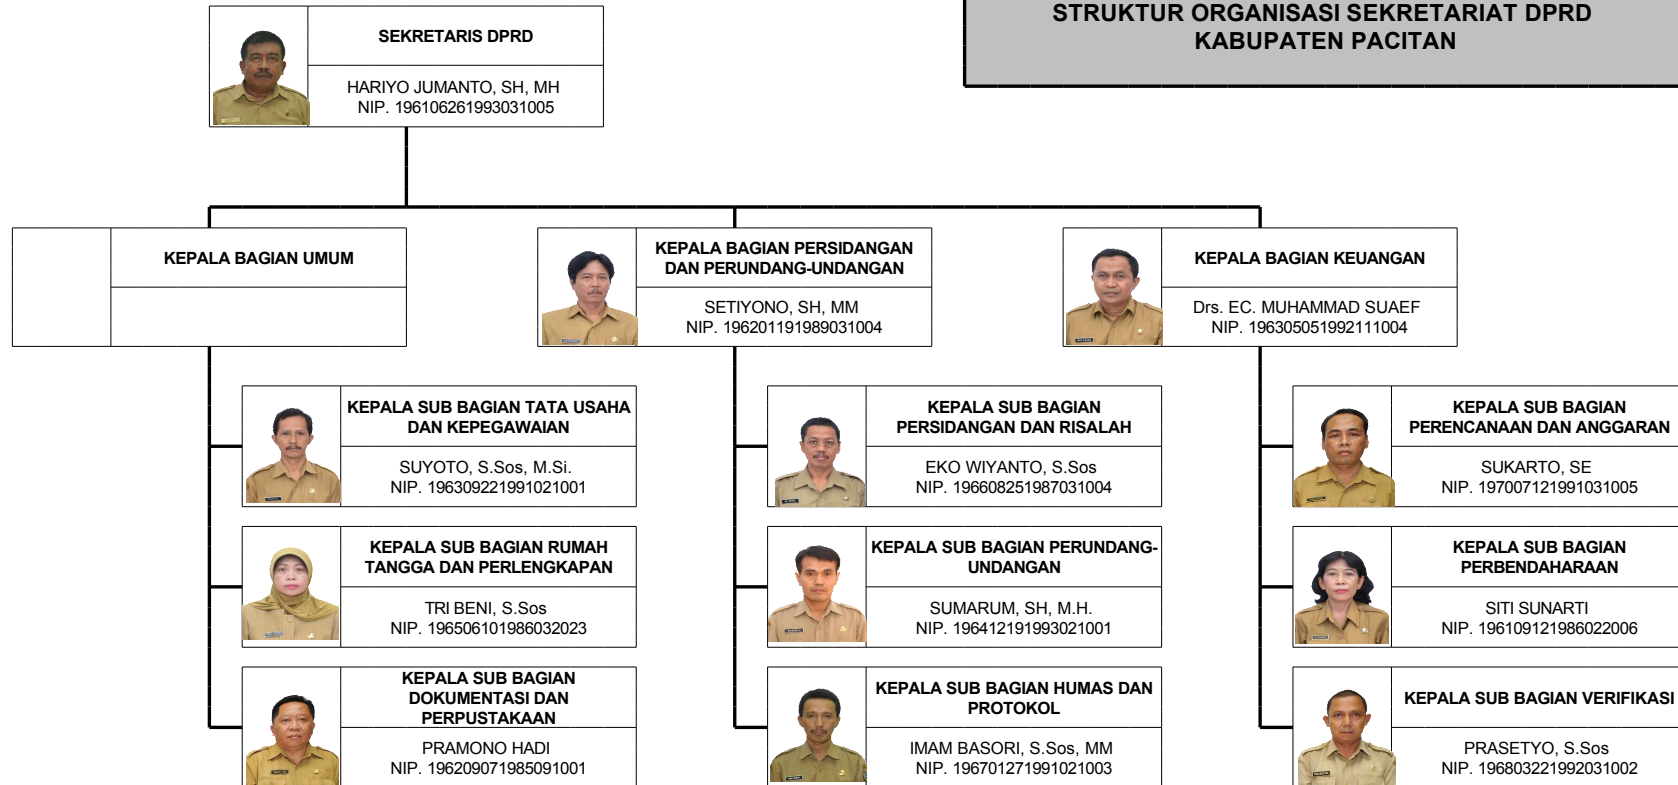 STRUKTUR ORGANISASI SEKRETARIAT DPRD
KABUPATEN PACITAN
SEKRETARIS DPRD
HARIYO JUMANTO, SH, MH
NIP. 196106261993031005
KEPALA BAGIAN UMUM
KEPALA BAGIAN PERSIDANGAN
DAN PERUNDANG-UNDANGAN
SETIYONO, SH, MM
NIP. 196201191989031004
KEPALA BAGIAN KEUANGAN
Drs. EC. MUHAMMAD SUAEF
NIP. 196305051992111004
KEPALA SUB BAGIAN TATA USAHA
DAN KEPEGAWAIAN
SUYOTO, S.Sos, M.Si.
NIP. 196309221991021001
KEPALA SUB BAGIAN
PERSIDANGAN DAN RISALAH
EKO WIYANTO, S.Sos
NIP. 196608251987031004
KEPALA SUB BAGIAN
PERENCANAAN DAN ANGGARAN
SUKARTO, SE
NIP. 197007121991031005
KEPALA SUB BAGIAN RUMAH
TANGGA DAN PERLENGKAPAN
TRI BENI, S.Sos
NIP. 196506101986032023
KEPALA SUB BAGIAN PERUNDANG-
UNDANGAN
SUMARUM, SH, M.H.
NIP. 196412191993021001
KEPALA SUB BAGIAN
PERBENDAHARAAN
SITI SUNARTI
NIP. 196109121986022006
KEPALA SUB BAGIAN
DOKUMENTASI DAN
PERPUSTAKAAN
PRAMONO HADI
NIP. 196209071985091001
KEPALA SUB BAGIAN HUMAS DAN
PROTOKOL
IMAM BASORI, S.Sos, MM
NIP. 196701271991021003
KEPALA SUB BAGIAN VERIFIKASI
PRASETYO, S.Sos
NIP. 196803221992031002